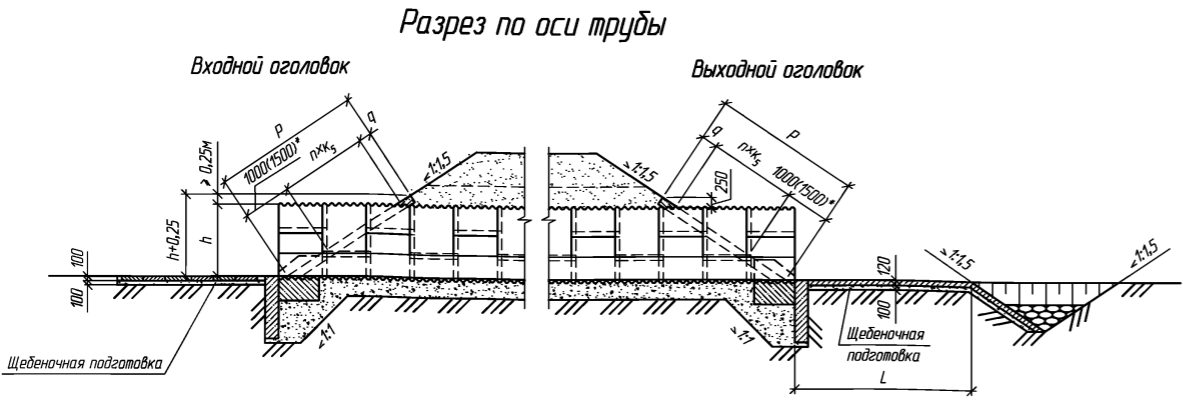 Разрез по оси трубы
Входной оголовок
Выходной оголовок
P
q
n×k₅
1000(1500)*
⩾ 0,25м
h+0,25
h
<1:1,5
>1:1,5
250
q
P
n×k₅
1000(1500)*
100
100
<1:1
>1:1
120
100
>1:1,5
<1:1,5
Щебеночная подготовка
Щебеночная
подготовка
L